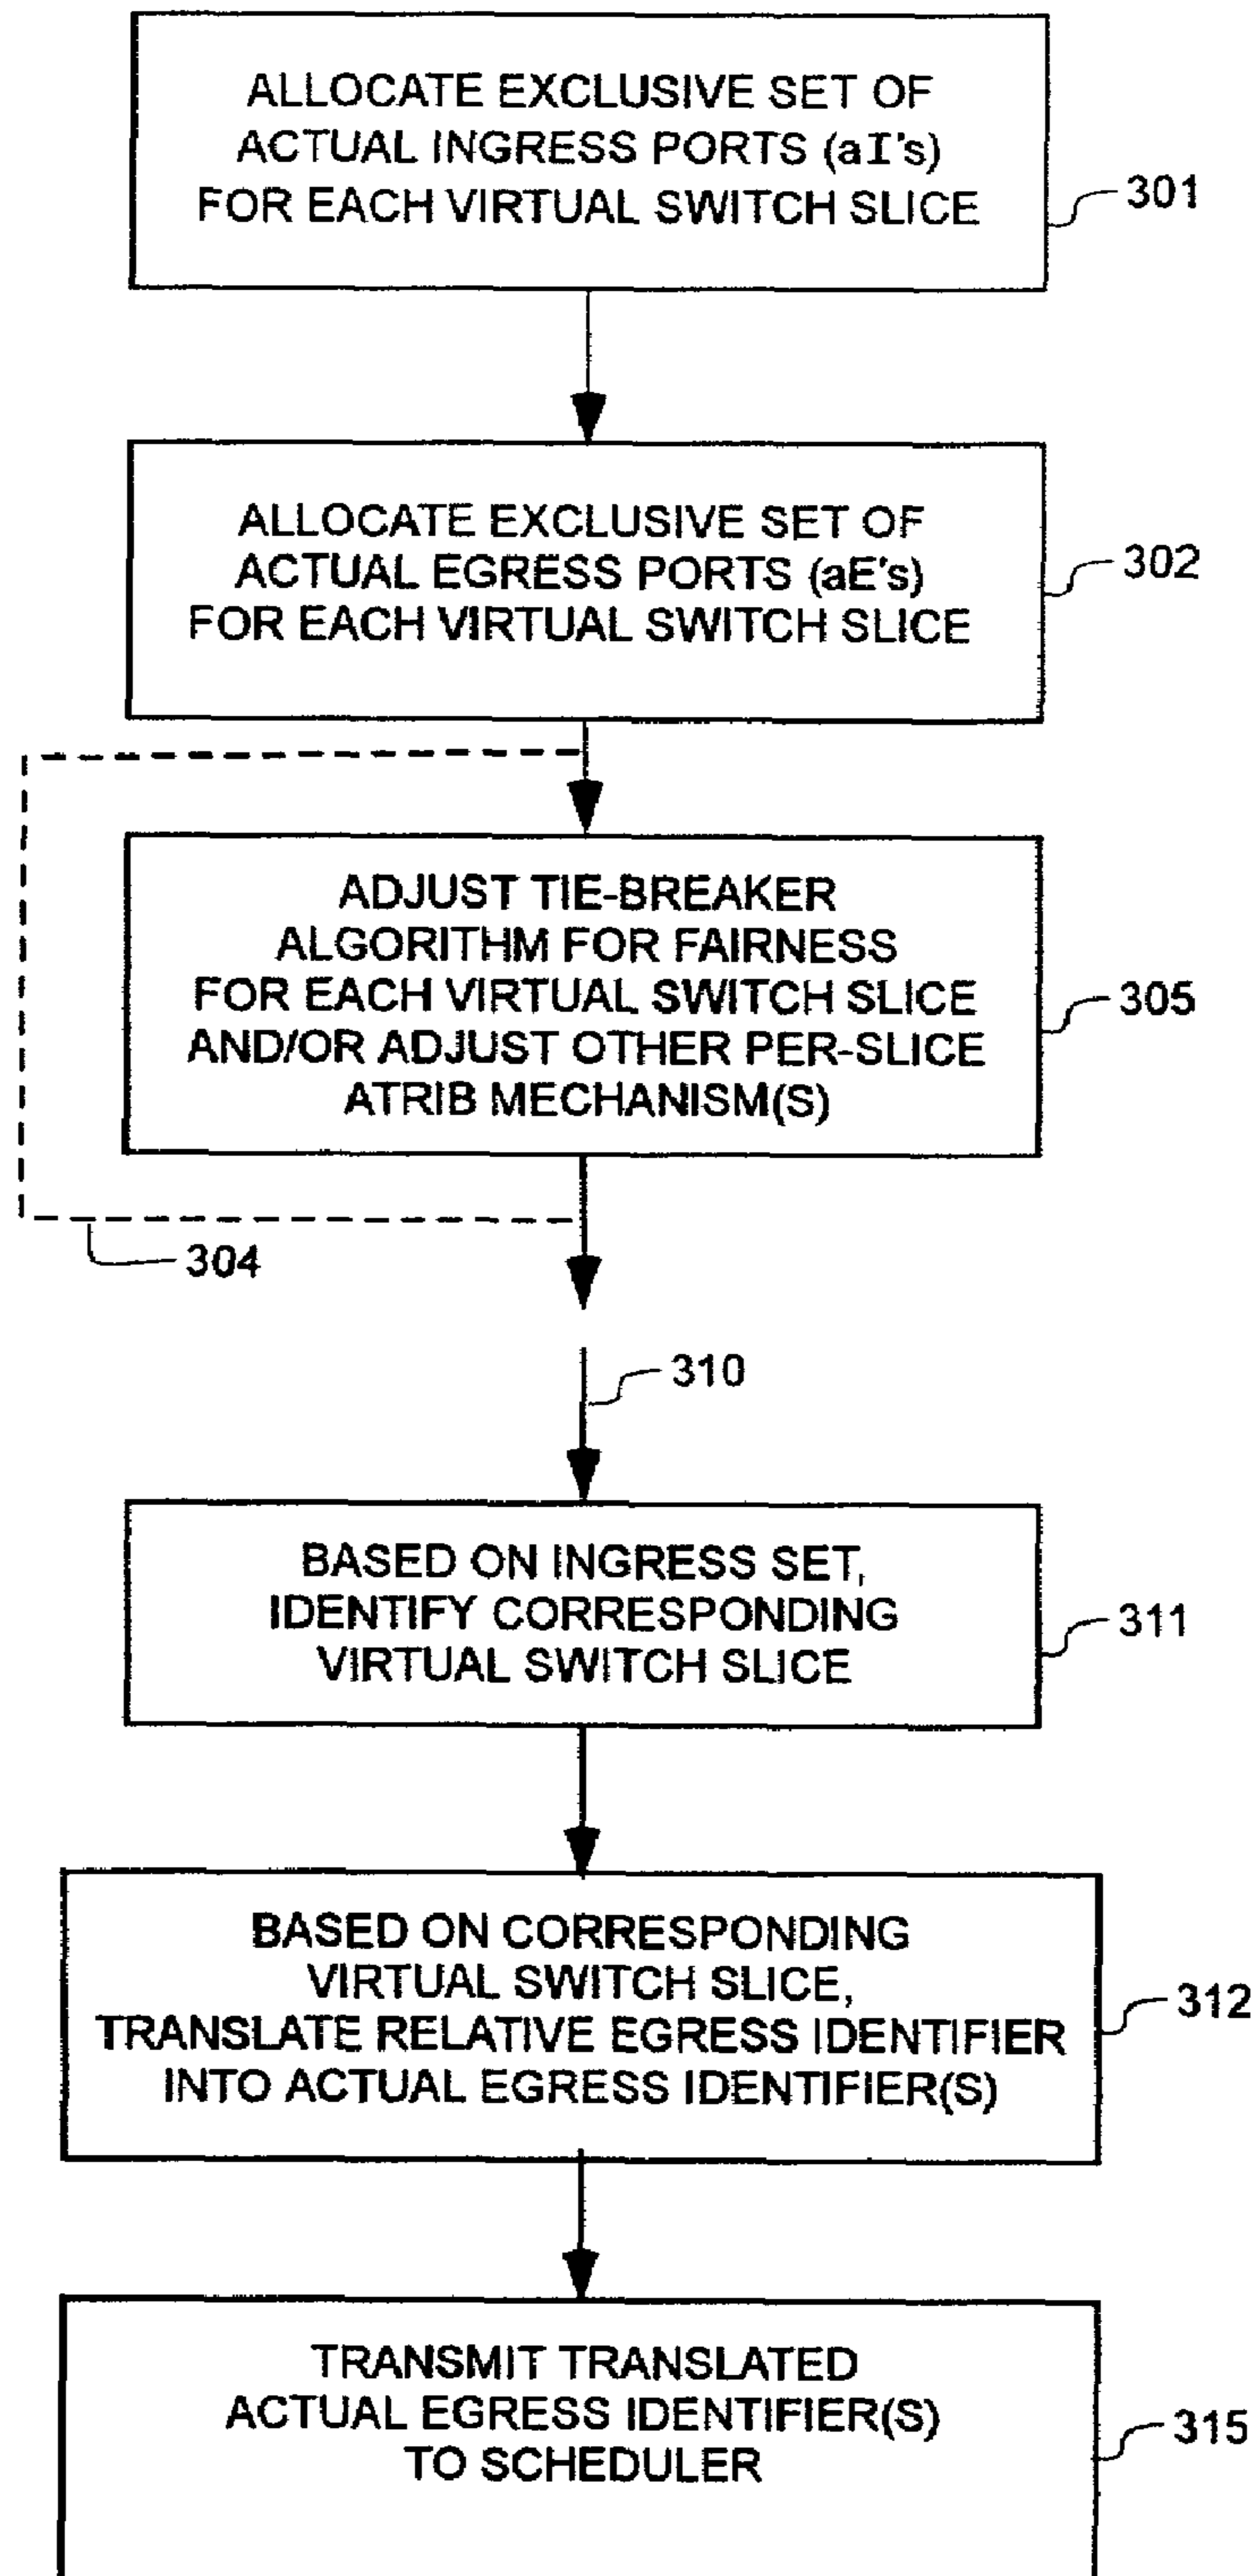 ALLOCATE EXCLUSIVE SET OF
ACTUAL INGRESS PORTS (aI's)
FOR EACH VIRTUAL SWITCH SLICE
301
ALLOCATE EXCLUSIVE SET OF
ACTUAL EGRESS PORTS (aE's)
FOR EACH VIRTUAL SWITCH SLICE
302
ADJUST TIE-BREAKER
ALGORITHM FOR FAIRNESS
FOR EACH VIRTUAL SWITCH SLICE
AND/OR ADJUST OTHER PER-SLICE
ATRIB MECHANISM(S)
305
304
310
BASED ON INGRESS SET,
IDENTIFY CORRESPONDING
VIRTUAL SWITCH SLICE
311
BASED ON CORRESPONDING
VIRTUAL SWITCH SLICE,
TRANSLATE RELATIVE EGRESS IDENTIFIER
INTO ACTUAL EGRESS IDENTIFIER(S)
312
TRANSMIT TRANSLATED
ACTUAL EGRESS IDENTIFIER(S)
TO SCHEDULER
315